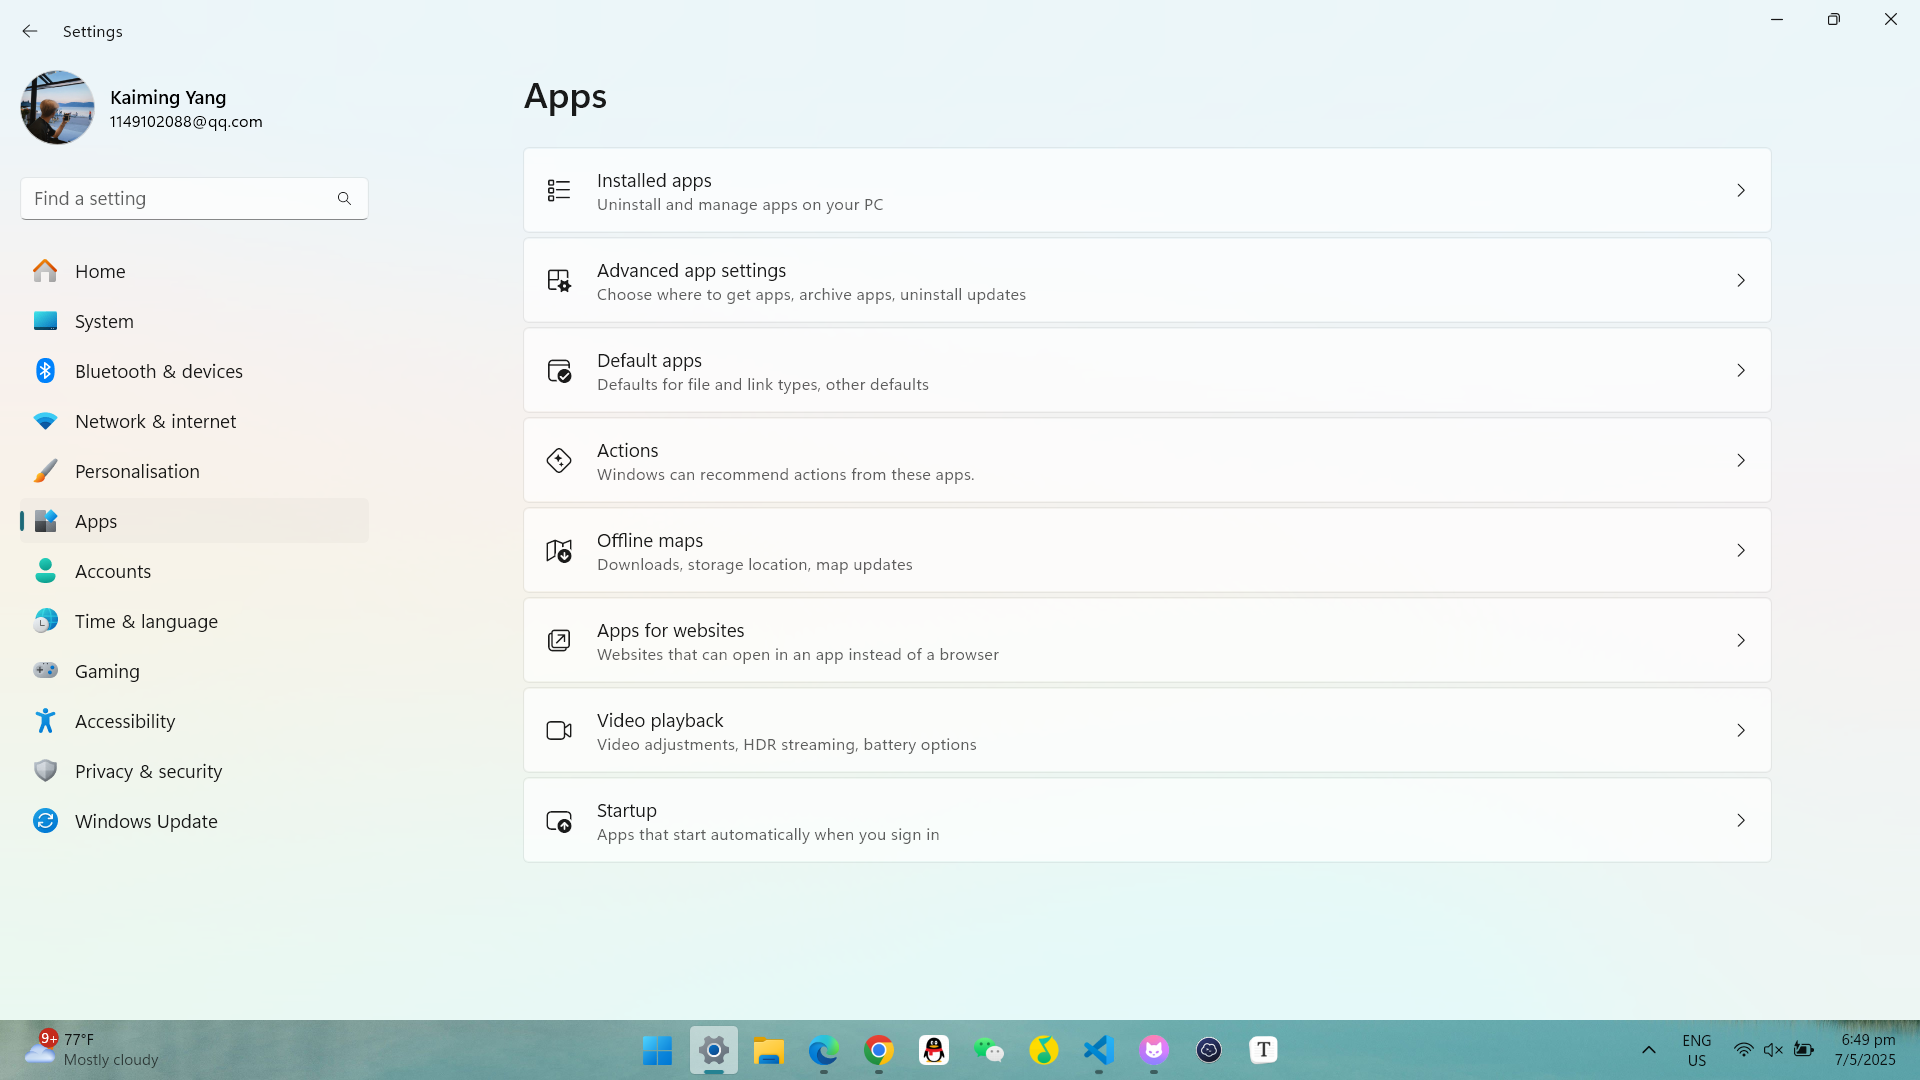 Settings
Kaiming Yang
1149102088@qq.com
Find a setting
Home
System
Bluetooth & devices
Network & internet
Personalisation
Apps
Accounts
Time & language
Gaming
Accessibility
Privacy & security
Windows Update
Apps
Installed apps
Uninstall and manage apps on your PC
Advanced app settings
Choose where to get apps, archive apps, uninstall updates
Default apps
Defaults for file and link types, other defaults
Actions
Windows can recommend actions from these apps.
Offline maps
Downloads, storage location, map updates
Apps for websites
Websites that can open in an app instead of a browser
Video playback
Video adjustments, HDR streaming, battery options
Startup
Apps that start automatically when you sign in
9+
77°F
Mostly cloudy
T
ENG
US
6:49 pm
7/5/2025